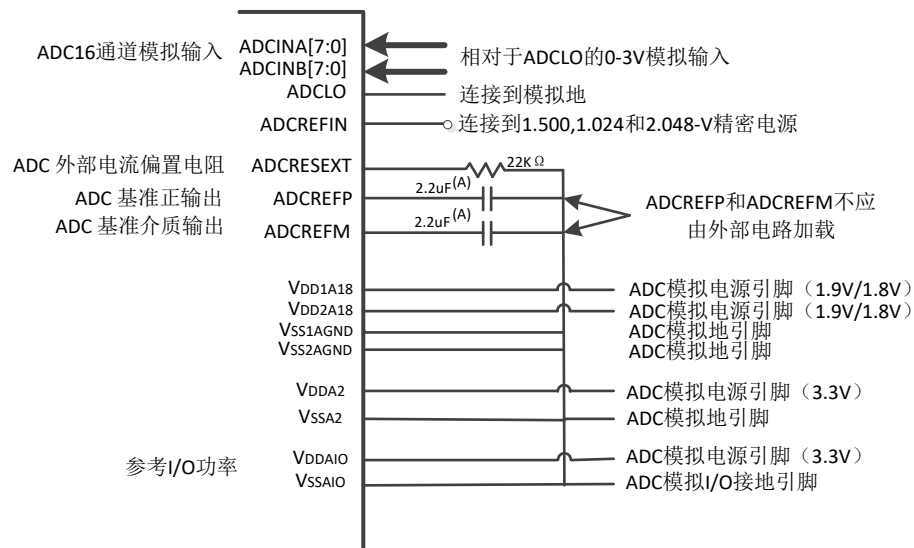 ADC16通道模拟输入
ADCINA[7:0]
ADCINB[7:0]
相对于ADCLO的0-3V模拟输入
ADCLO
连接到模拟地
ADCREFIN
连接到1.500,1.024和2.048-V精密电源
ADC 外部电流偏置电阻
ADCRESEXT
22KΩ
ADC 基准正输出
ADCREFP
2.2uF(A)
ADC 基准介质输出
ADCREFM
2.2uF(A)
ADCREFP和ADCREFM不应
由外部电路加载
VDD1A18
ADC模拟电源引脚（1.9V/1.8V）
VDD2A18
ADC模拟电源引脚（1.9V/1.8V）
VSS1AGND
ADC模拟地引脚
VSS2AGND
ADC模拟地引脚
VDDA2
ADC模拟电源引脚（3.3V）
VSSA2
ADC模拟地引脚
参考I/O功率
VDDAIO
ADC模拟电源引脚（3.3V）
VSSAIO
ADC模拟I/O接地引脚